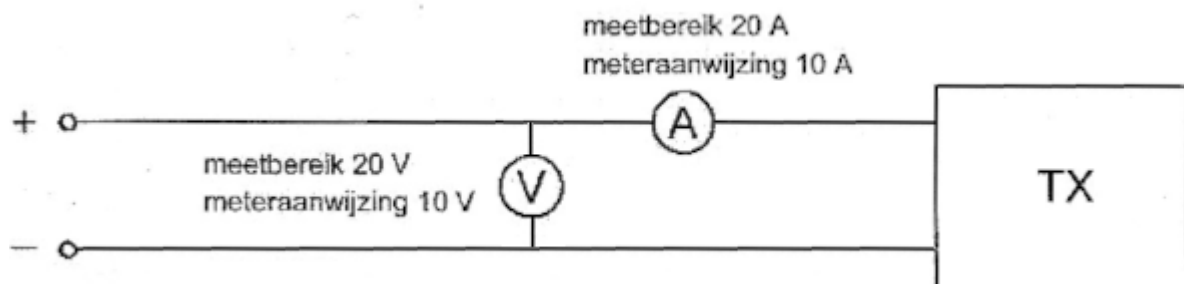 meetbereik 20 A
meteraanwijzing 10 A
+
A
meetbereik 20 V
meteraanwijzing 10 V
V
TX
−